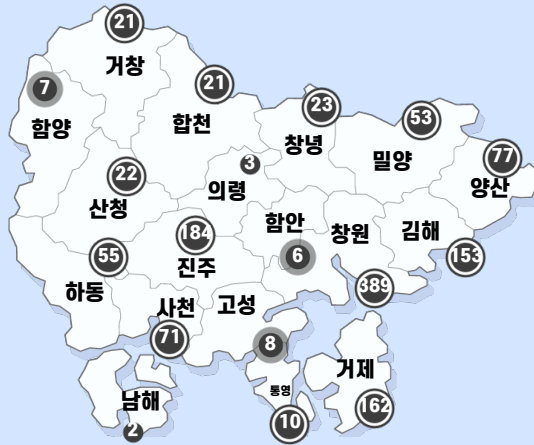 21
거창
7
함양
21
합천
23
창녕
53
밀양
77
양산
22
산청
3
의령
184
진주
함안
6
창원
389
김해
153
55
하동
사천
71
고성
8
통영
10
거제
162
남해
2